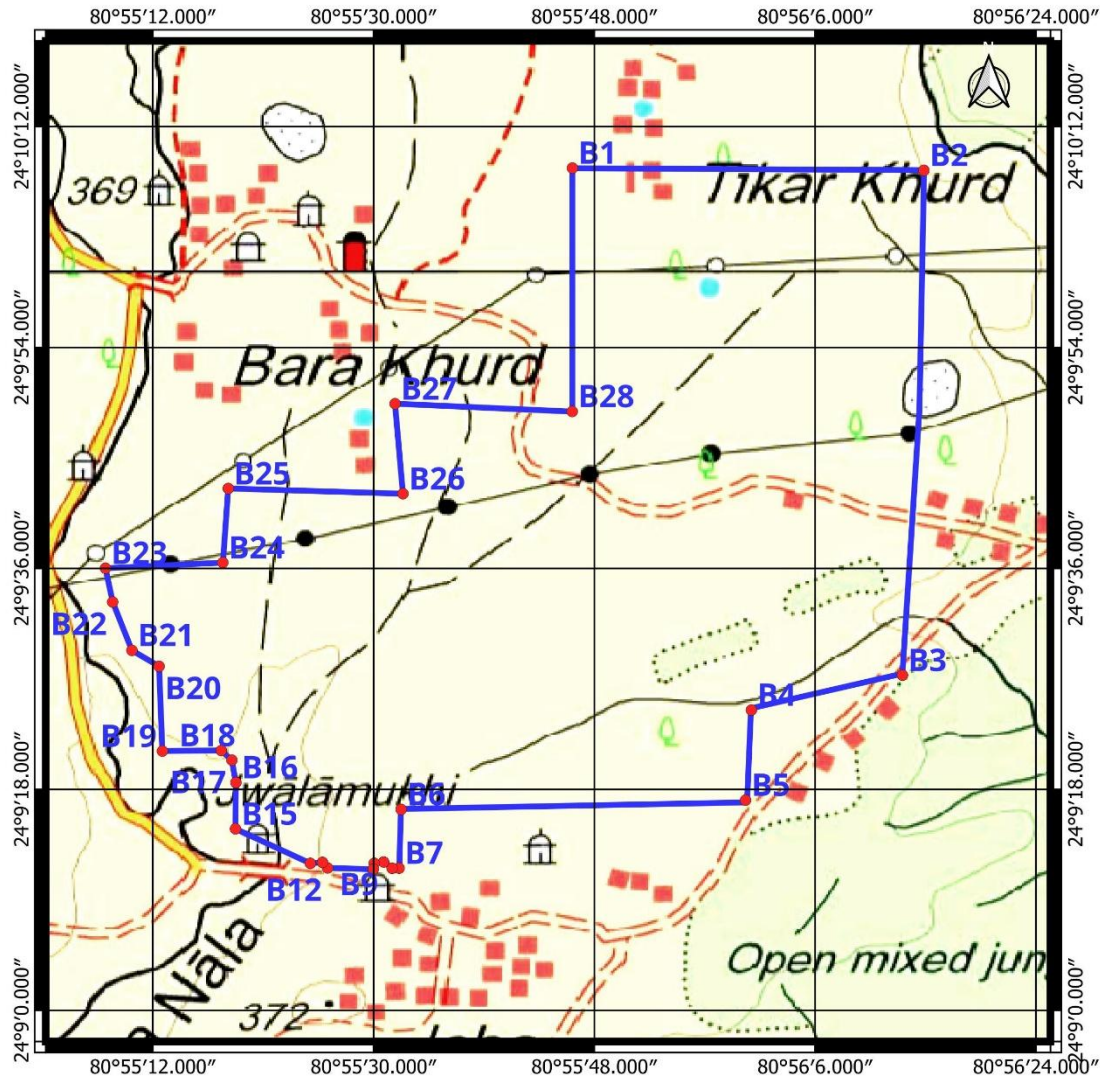 80°55′12.000″ 80°55′30.000″ 80°55′48.000″ 80°56′6.000″ 80°56′24.000″
N
24°10′12.000″ 24°10′12.000″
B1 B2
Tikar Khurd
369
24°9′54.000″ 24°9′54.000″
Bara Khurd
B27
B28
B25 B26
24°9′36.000″ 24°9′36.000″
B23 B24
B22
B21
B20 B3
B4
B19 B18
B16
B17
24°9′18.000″ 24°9′18.000″
Jwālāmukhi
B6 B5
B15
B7
B12 B9
Nāla
Open mixed jun
372
24°9′0.000″ 24°9′0.000″
80°55′12.000″ 80°55′30.000″ 80°55′48.000″ 80°56′6.000″ 80°56′24.000″